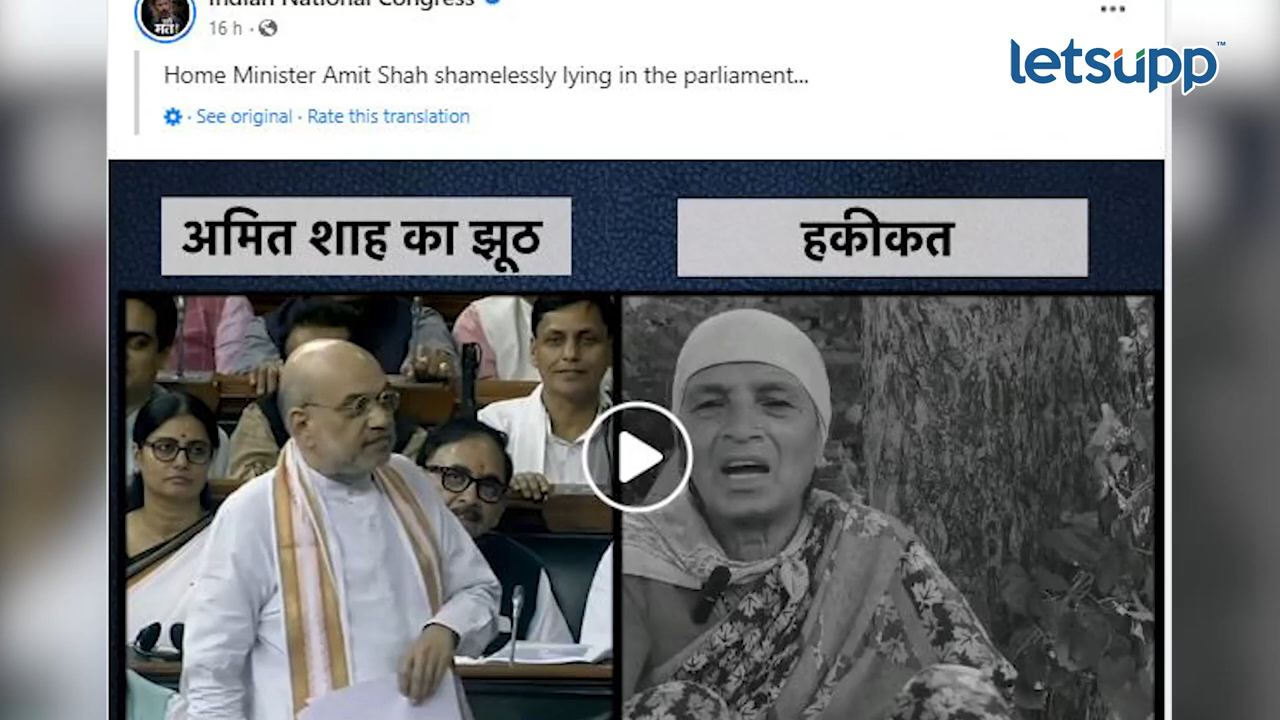 Indian National Congress
16 h ·
letsupp™
Home Minister Amit Shah shamelessly lying in the parliament...
· See original · Rate this translation
अमित शाह का झूठ
हकीकत